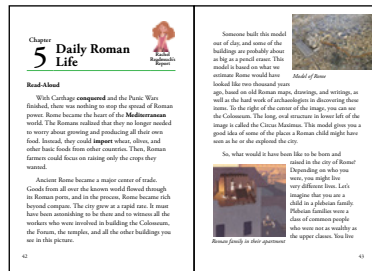 Chapter
5
Daily Roman
Life
Rachel
Readmuch's
Report
Read-Aloud
With Carthage conquered and the Punic Wars
finished, there was nothing to stop the spread of Roman
power. Rome became the heart of the Mediterranean
world. The Romans realized that they no longer needed
to worry about growing and producing all their own
food. Instead, they could import wheat, olives, and
other basic foods from other countries. Then, Roman
farmers could focus on raising only the crops they
wanted.
Ancient Rome became a major center of trade.
Goods from all over the known world flowed through
its Roman ports, and in the process, Rome became rich
beyond compare. The city grew at a rapid rate. It must
have been astonishing to be there and to witness all the
workers who were involved in building the Colosseum,
the Forum, the temples, and all the other buildings you
see in this picture.
42
Someone built this model
out of clay, and some of the
buildings are probably about
as big as a pencil eraser. This
model is based on what we
estimate Rome would have
looked like two thousand years
Model of Rome
ago, based on old Roman maps, drawings, and writings, as
well as the hard work of archaeologists in discovering these
items. To the right of center of the image, you can see
the Colosseum. The long, oval structure in lower left of the
image is called the Circus Maximus. This model gives you a
good idea of some of the places a Roman child might have
seen as he or she explored the city.
So, what would it have been like to be born and
raised in the city of Rome?
Depending on who you
were, you might live
very different lives. Let's
imagine that you are a
child in a plebeian family.
Plebeian families were a
class of common people
who were not as wealthy as
the upper classes. You live
Roman family in their apartment
43